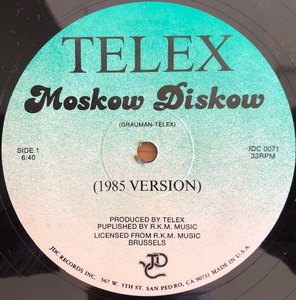 TELEX
Moskow Diskow
(GRAUMAN-TELEX)
SIDE 1
6:40
JDC 0071
33RPM
(1985 VERSION)
PRODUCED BY TELEX
PUPLISHED BY R.K.M. MUSIC
LICENSED FROM R.K.M. MUSIC
BRUSSELS
JDC
JDC RECORDS INC. 567 W. 5TH ST. SAN PEDRO, CA 90731 MADE IN U.S.A.